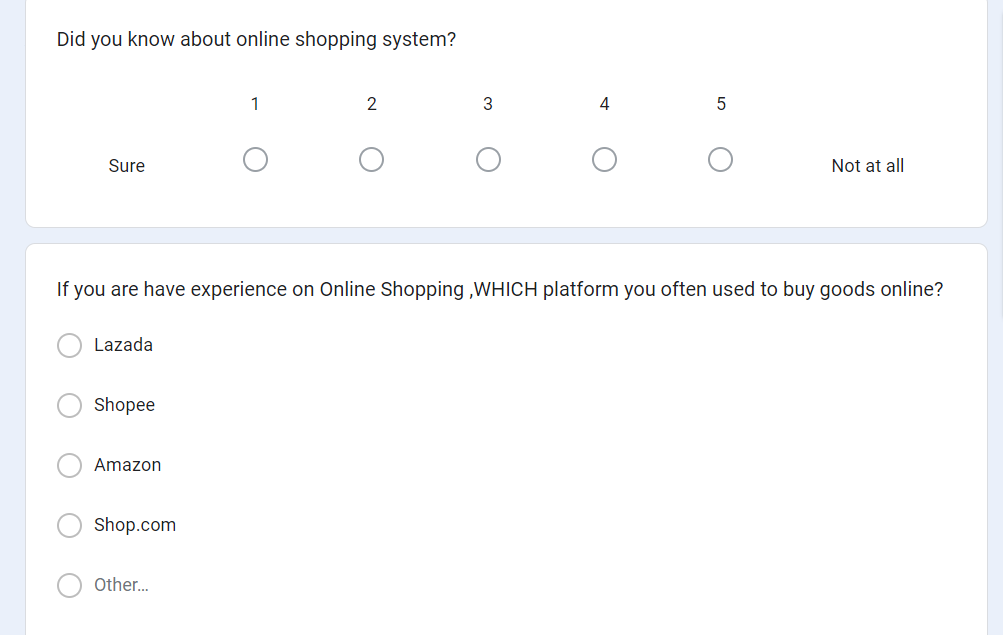 Did you know about online shopping system?
1 2 3 4 5
Sure Not at all
If you are have experience on Online Shopping ,WHICH platform you often used to buy goods online?
Lazada
Shopee
Amazon
Shop.com
Other...